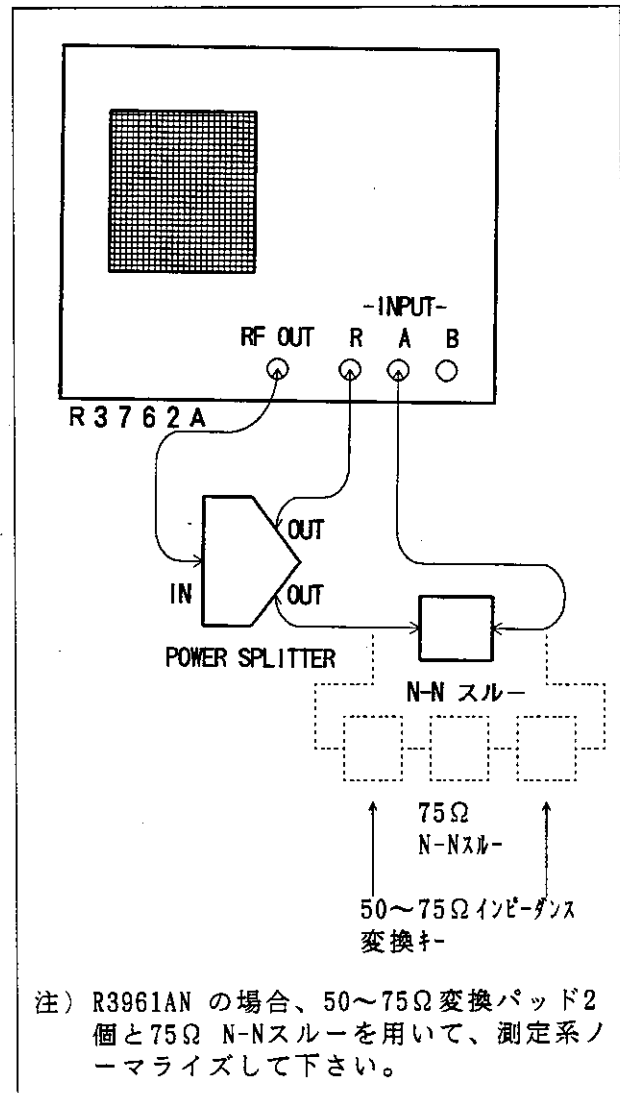 -INPUT-
RF OUT R A B
R3762A
OUT
IN
OUT
POWER SPLITTER
N-N スルー
75Ω
N-Nスルー
50～75Ωインピーダンス
変換キー
注) R3961AN の場合、50～75Ω変換パッド2
個と75Ω N-Nスルーを用いて、測定系ノ
ーマライズして下さい。